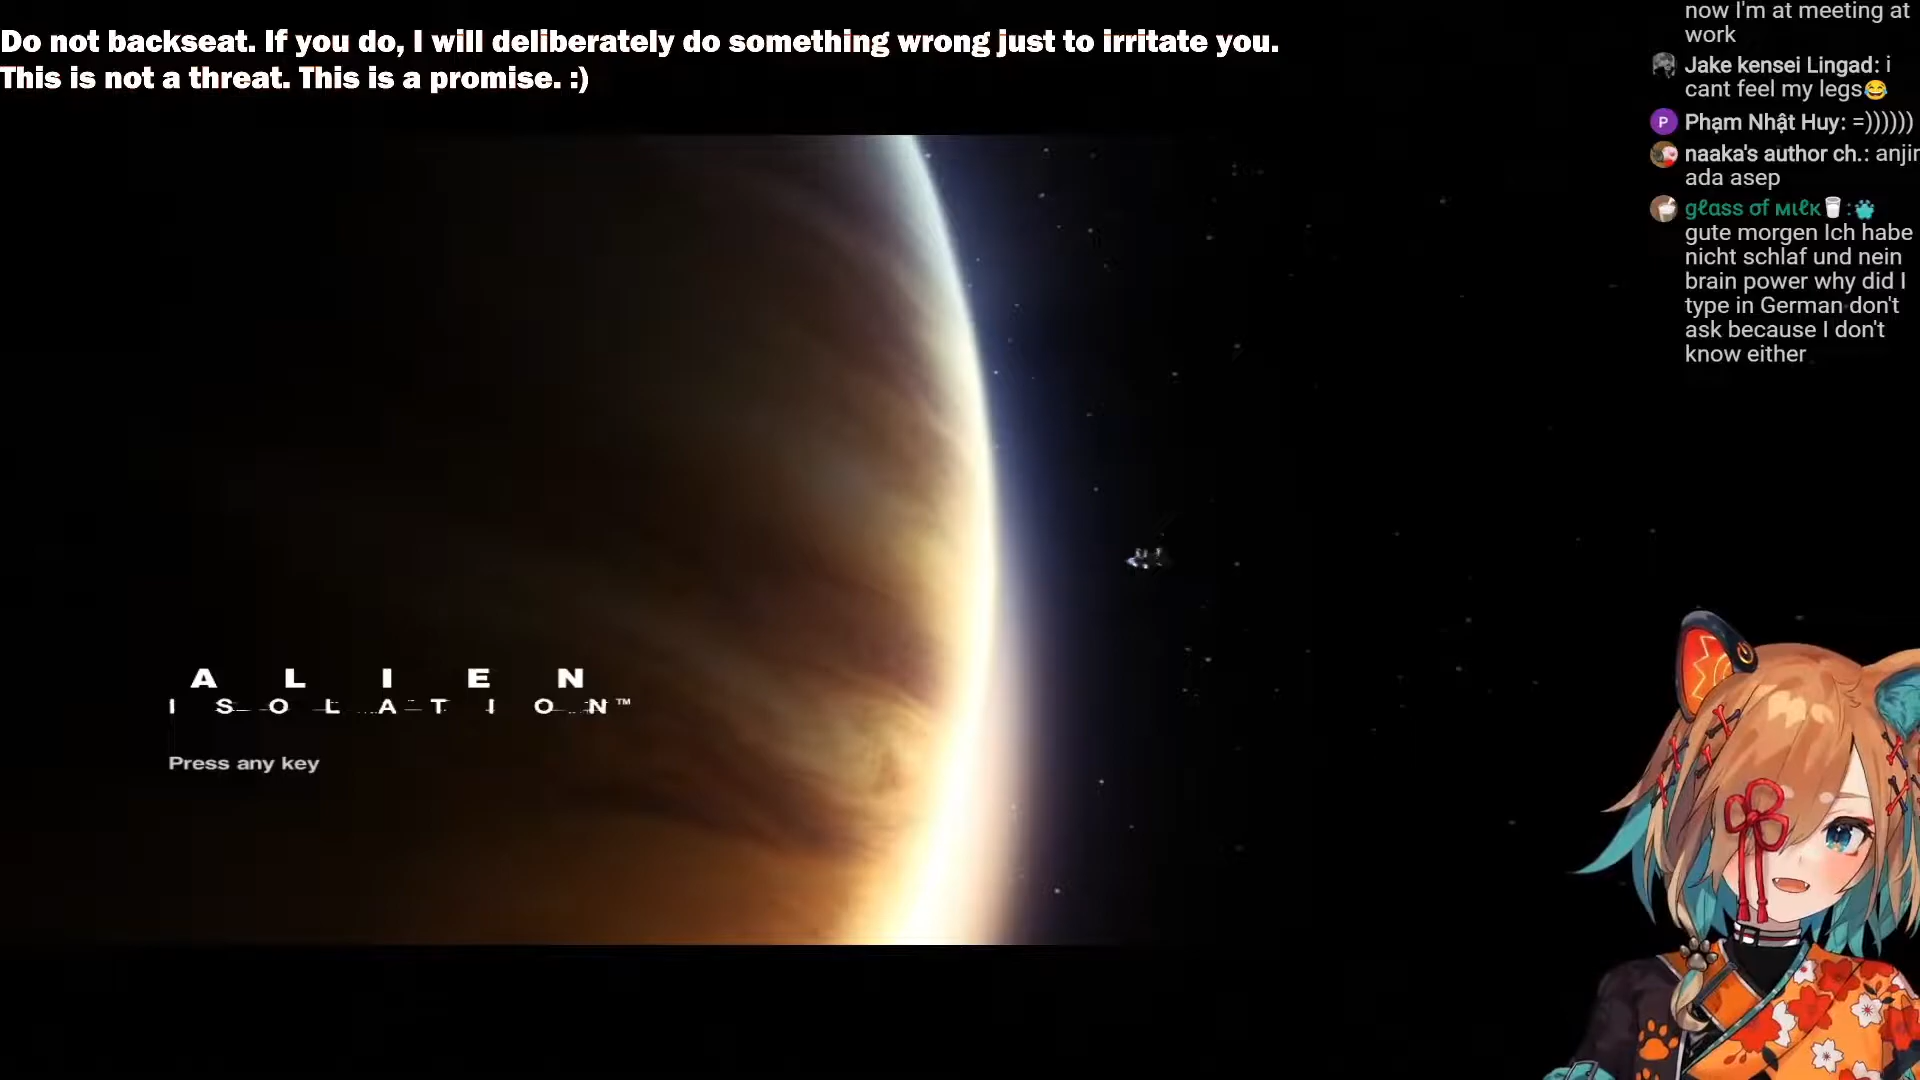 Do not backseat. If you do, I will deliberately do something wrong just to irritate you.
This is not a threat. This is a promise. :)
now I'm at meeting at
work
Jake kensei Lingad: i
cant feel my legs😂
P Phạm Nhật Huy: =))))))
naaka's author ch.: anjir
ada asep
gℓαss σf мιℓк🥛:
gute morgen Ich habe
nicht schlaf und nein
brain power why did I
type in German don't
ask because I don't
know either
ALIEN
ISOLATION™
Press any key